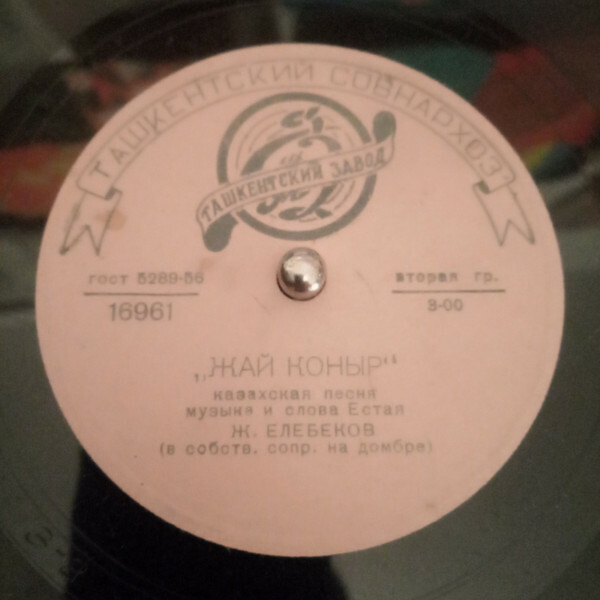 ТАШКЕНТСКИЙ СОВНАРХОЗ
ТАШКЕНТСКИЙ ЗАВОД
гост 5289-56
16961
вторая гр.
8-00
„ЖАЙ КОНЫР"
казахская песня
музыка и слова Естая
Ж. ЕЛЕБЕКОВ
(в собств. сопр. на домбре)